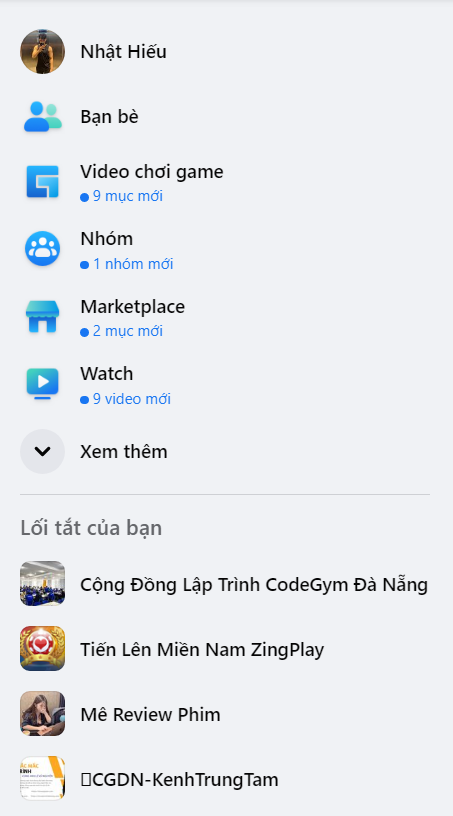 Nhật Hiếu
Bạn bè
Video chơi game
9 mục mới
Nhóm
1 nhóm mới
Marketplace
2 mục mới
Watch
9 video mới
Xem thêm
Lối tắt của bạn
Cộng Đồng Lập Trình CodeGym Đà Nẵng
Tiến Lên Miền Nam ZingPlay
Mê Review Phim
CGDN-KenhTrungTam